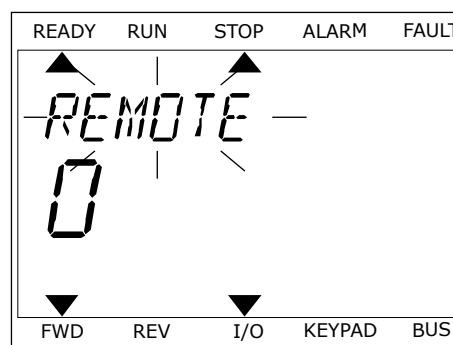 READY RUN STOP ALARM FAULT
REMOTE
0
FWD REV I/O KEYPAD BUS